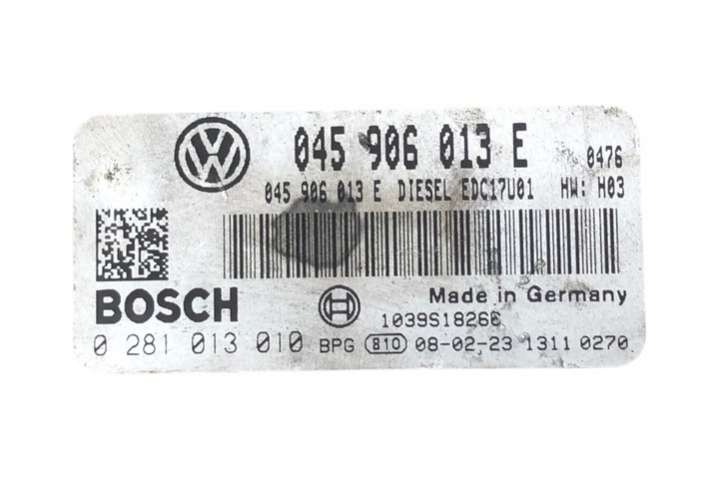 045 906 013 E 0476
045 906 013 E DIESEL EDC17U01 HW: H03
BOSCH
Made in Germany
1039S18266
0 281 013 010 BPG 810 08-02-23 1311 0270